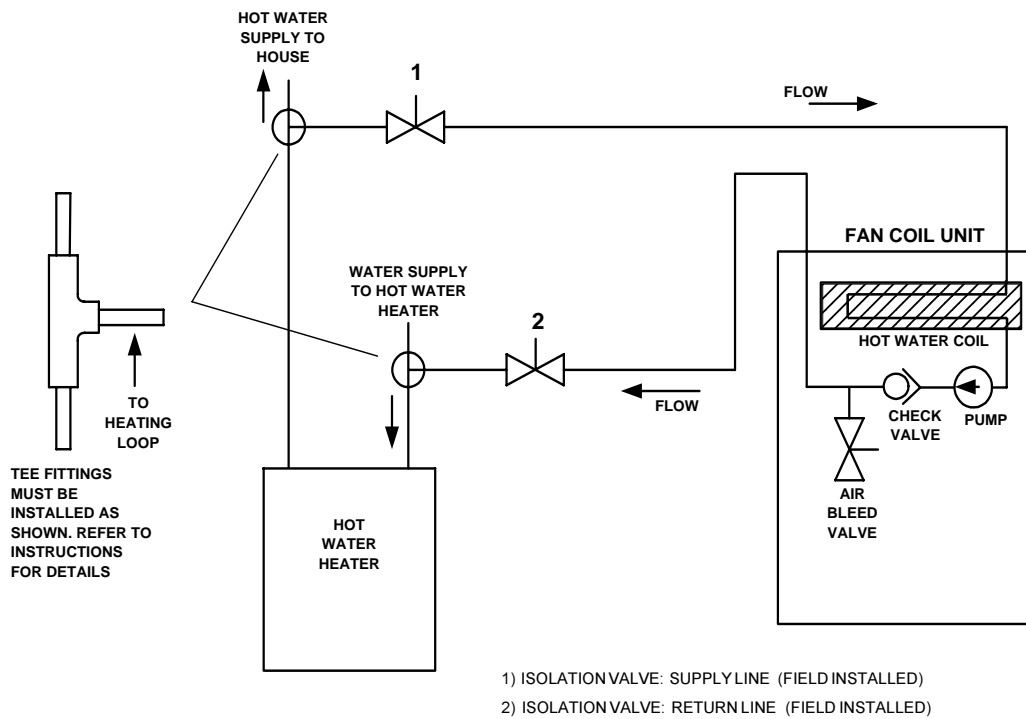 HOT WATER
SUPPLY TO
HOUSE
1
FLOW
FAN COIL UNIT
WATER SUPPLY
TO HOT WATER
HEATER
2
HOT WATER COIL
FLOW
CHECK
VALVE
PUMP
TO
HEATING
LOOP
AIR
BLEED
VALVE
TEE FITTINGS
MUST BE
INSTALLED AS
SHOWN. REFER TO
INSTRUCTIONS
FOR DETAILS
HOT
WATER
HEATER
1) ISOLATION VALVE: SUPPLY LINE (FIELD INSTALLED)
2) ISOLATION VALVE: RETURN LINE (FIELD INSTALLED)